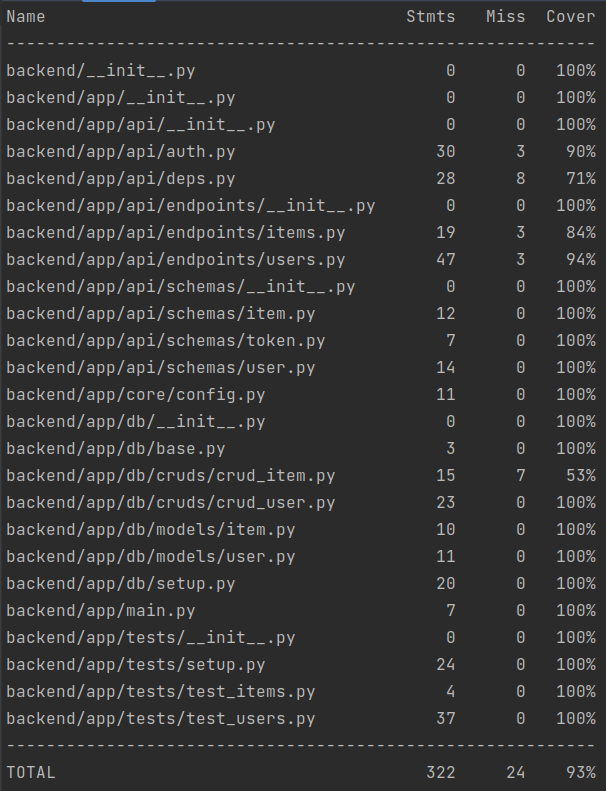 Name Stmts Miss Cover
-----------------------------------------------------------
backend/__init__.py 0 0 100%
backend/app/__init__.py 0 0 100%
backend/app/api/__init__.py 0 0 100%
backend/app/api/auth.py 30 3 90%
backend/app/api/deps.py 28 8 71%
backend/app/api/endpoints/__init__.py 0 0 100%
backend/app/api/endpoints/items.py 19 3 84%
backend/app/api/endpoints/users.py 47 3 94%
backend/app/api/schemas/__init__.py 0 0 100%
backend/app/api/schemas/item.py 12 0 100%
backend/app/api/schemas/token.py 7 0 100%
backend/app/api/schemas/user.py 14 0 100%
backend/app/core/config.py 11 0 100%
backend/app/db/__init__.py 0 0 100%
backend/app/db/base.py 3 0 100%
backend/app/db/cruds/crud_item.py 15 7 53%
backend/app/db/cruds/crud_user.py 23 0 100%
backend/app/db/models/item.py 10 0 100%
backend/app/db/models/user.py 11 0 100%
backend/app/db/setup.py 20 0 100%
backend/app/main.py 7 0 100%
backend/app/tests/__init__.py 0 0 100%
backend/app/tests/setup.py 24 0 100%
backend/app/tests/test_items.py 4 0 100%
backend/app/tests/test_users.py 37 0 100%
-----------------------------------------------------------
TOTAL 322 24 93%